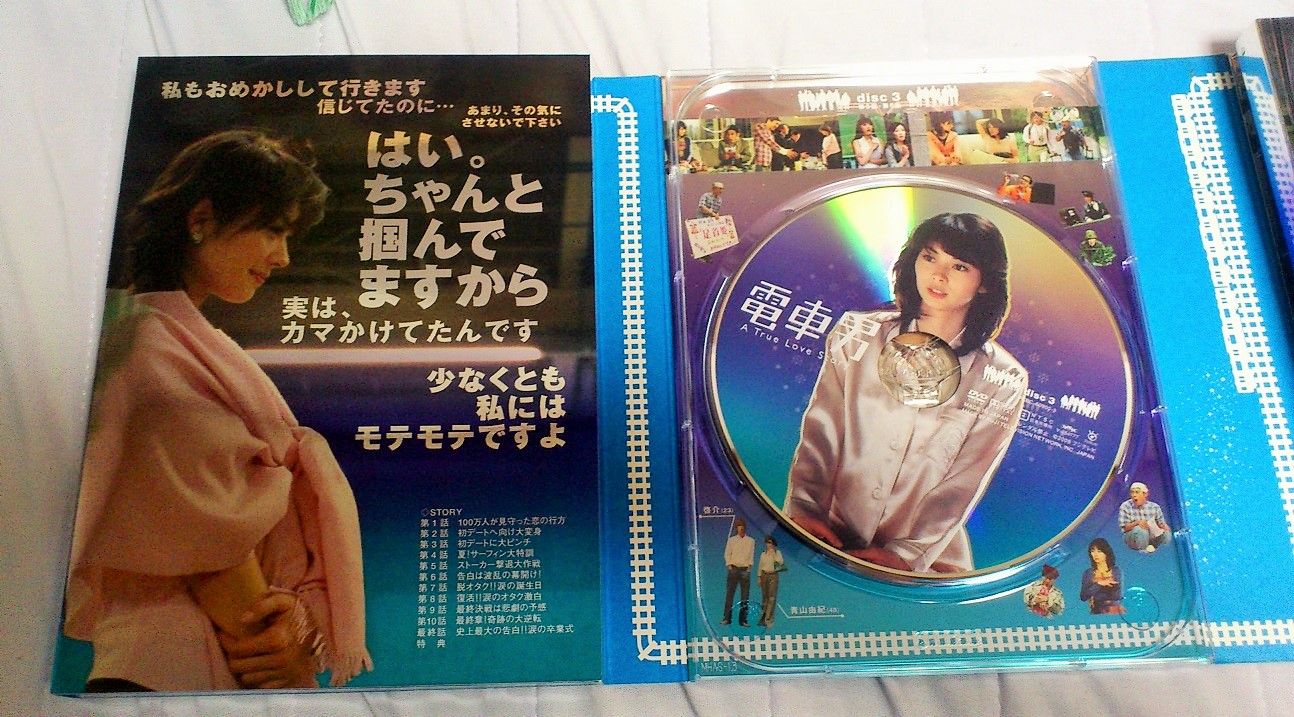 私もおめかしして行きます
信じてたのに…
あまり、その気に
させないで下さい
はい。
ちゃんと
掴んで
ますから
実は、
カマかけてたんです
少なくとも
私には
モテモテですよ
◇STORY
第1話 100万人が見守った恋の行方
第2話 初デートへ向け大変身
第3話 初デートに大ピンチ
第4話 夏!サーフィン大特訓
第5話 ストーカー撃退大作戦
第6話 告白は波乱の幕開け!
第7話 脱オタク!!涙の誕生日
第8話 復活!!涙のオタク激白
第9話 最終決戦は悲劇の予感
第10話 最終章!奇跡の大逆転
最終話 史上最大の告白!!涙の卒業式
特 典
disc 3
電車男
A True Love
disc 3
DVD
啓介(23)
青山由紀(48)
MHAS-13